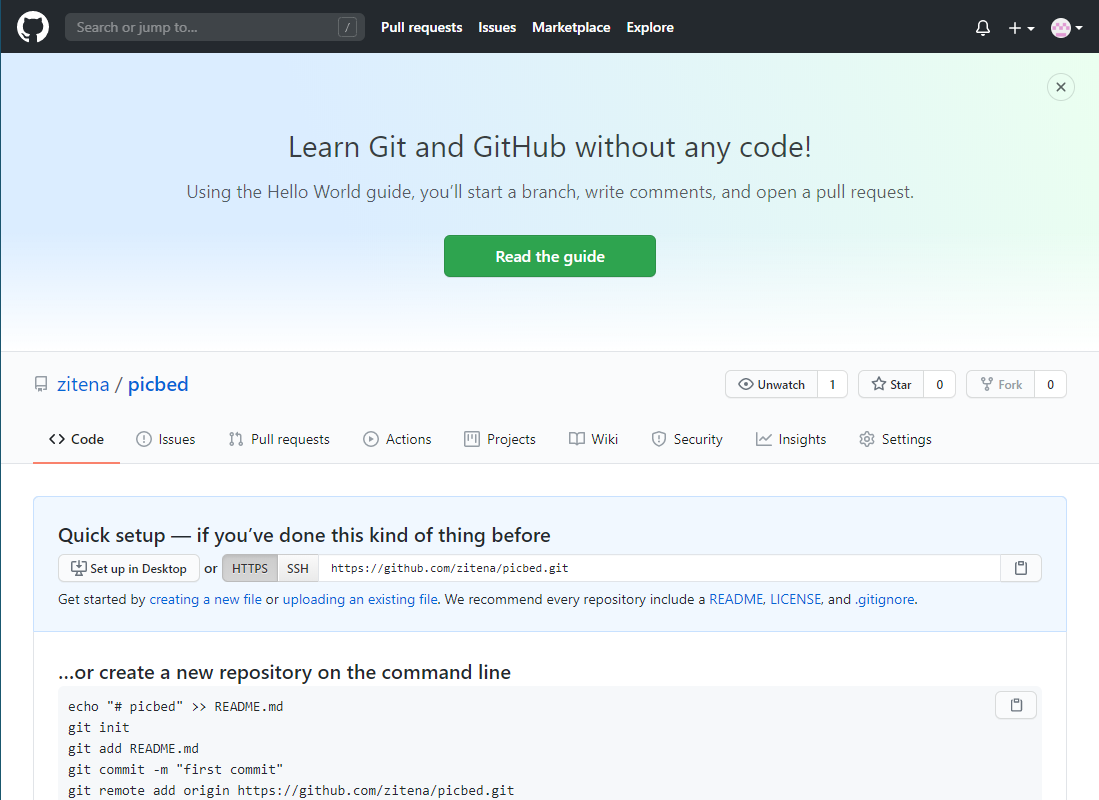 Search or jump to... /
Pull requests Issues Marketplace Explore
Learn Git and GitHub without any code!
Using the Hello World guide, you’ll start a branch, write comments, and open a pull request.
Read the guide
zitena / picbed
Unwatch 1 Star 0 Fork 0
Code Issues Pull requests Actions Projects Wiki Security Insights Settings
Quick setup — if you’ve done this kind of thing before
Set up in Desktop or HTTPS SSH https://github.com/zitena/picbed.git
Get started by creating a new file or uploading an existing file. We recommend every repository include a README, LICENSE, and .gitignore.
…or create a new repository on the command line
echo "# picbed" >> README.md
git init
git add README.md
git commit -m "first commit"
git remote add origin https://github.com/zitena/picbed.git